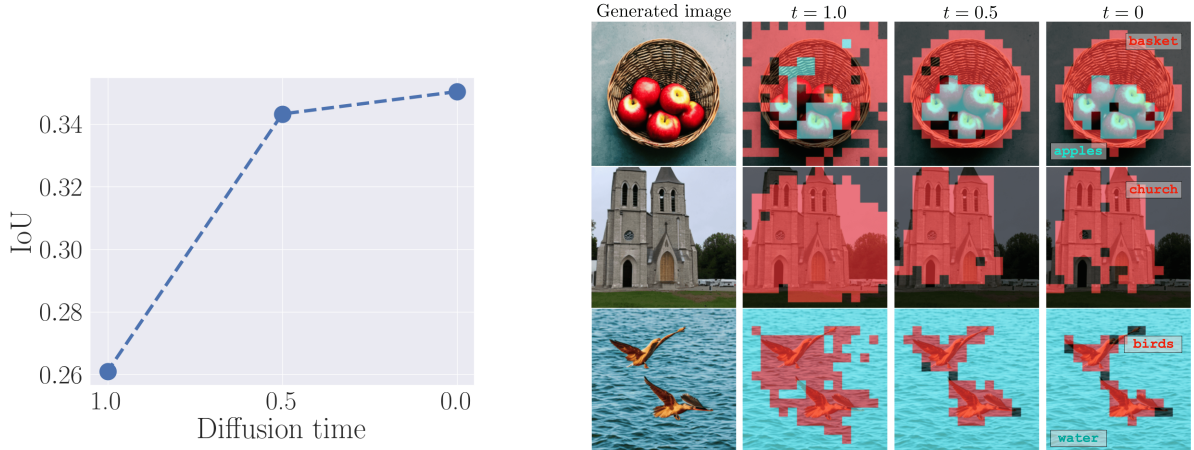 IoU
0.34
0.32
0.30
0.28
0.26
1.0 0.5 0.0
Diffusion time
Generated image t = 1.0 t = 0.5 t = 0
basket
apples
church
birds
water